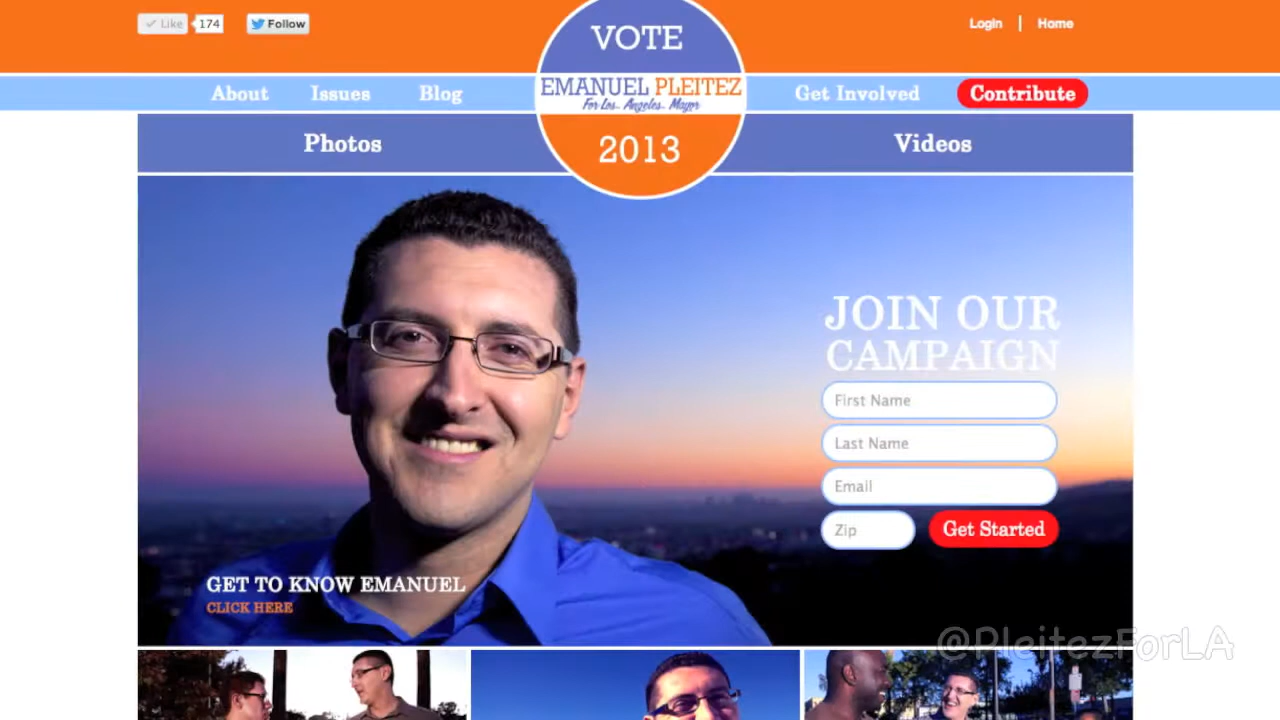 Like 174 Follow
VOTE
Login | Home
EMANUEL PLEITEZ
For Los Angeles Mayor
About Issues Blog
Get Involved Contribute
Photos
2013
Videos
JOIN OUR
CAMPAIGN
First Name
Last Name
Email
Zip Get Started
GET TO KNOW EMANUEL
CLICK HERE
@PleitezForLA